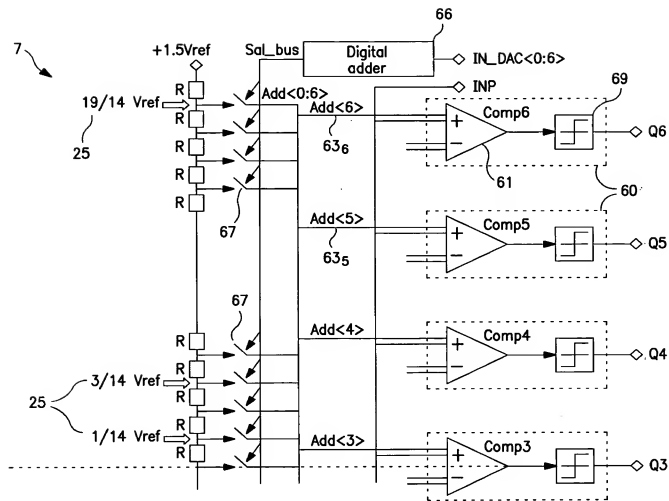 66
7
+1.5Vref
Sal_bus
Digital
adder
IN_DAC<0:6>
R
Add<0:6>
INP
19/14 Vref
Add<6>
Comp6
69
25
R
63₆
+
Q6
R
−
61
R
67
60
R
Add<5>
Comp5
63₅
+
Q5
−
67
R
Add<4>
Comp4
R
+
Q4
3/14 Vref
−
25
R
R
1/14 Vref
Add<3>
Comp3
R
+
Q3
−